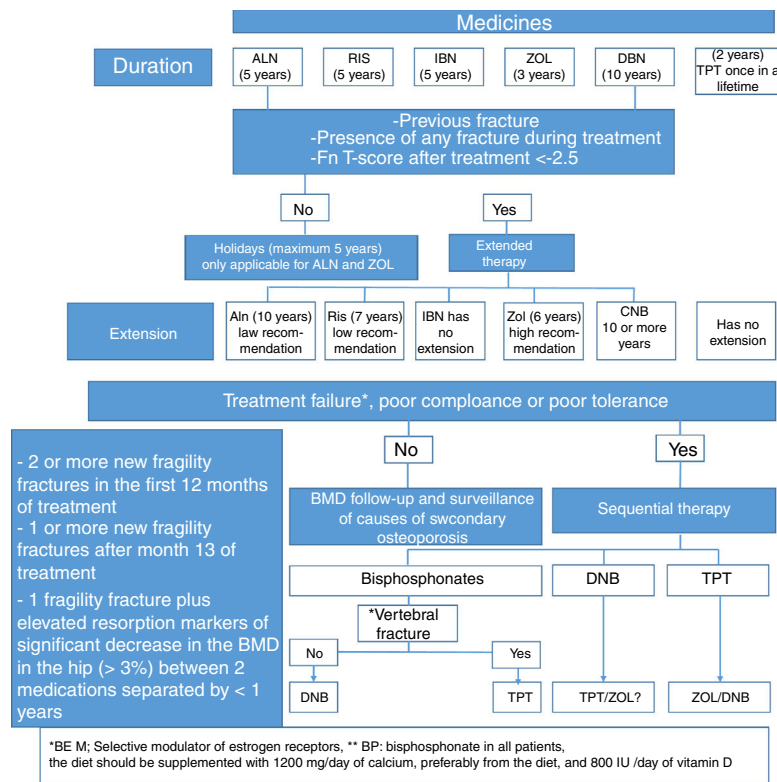 Medicines
Duration
ALN
(5 years)
RIS
(5 years)
IBN
(5 years)
ZOL
(3 years)
DBN
(10 years)
(2 years)
TPT once in a
lifetime
-Previous fracture
-Presence of any fracture during treatment
-Fn T-score after treatment <-2.5
No
Yes
Holidays (maximum 5 years)
only applicable for ALN and ZOL
Extended
therapy
Extension
Aln (10 years)
law recom-
mendation
Ris (7 years)
low recom-
mendation
IBN has
no
extension
Zol (6 years)
high recom-
mendation
CNB
10 or more
years
Has no
extension
Treatment failure*, poor comploance or poor tolerance
No
Yes
- 2 or more new fragility
fractures in the first 12 months
of treatment
- 1 or more new fragility
fractures after month 13 of
treatment
- 1 fragility fracture plus
elevated resorption markers of
significant decrease in the BMD
in the hip (> 3%) between 2
medications separated by < 1
years
BMD follow-up and surveillance
of causes of swcondary
osteoporosis
Sequential therapy
Bisphosphonates
DNB
TPT
*Vertebral
fracture
No
Yes
DNB
TPT
TPT/ZOL?
ZOL/DNB
*BE M; Selective modulator of estrogen receptors, ** BP: bisphosphonate in all patients,
the diet should be supplemented with 1200 mg/day of calcium, preferably from the diet, and 800 IU /day of vitamin D